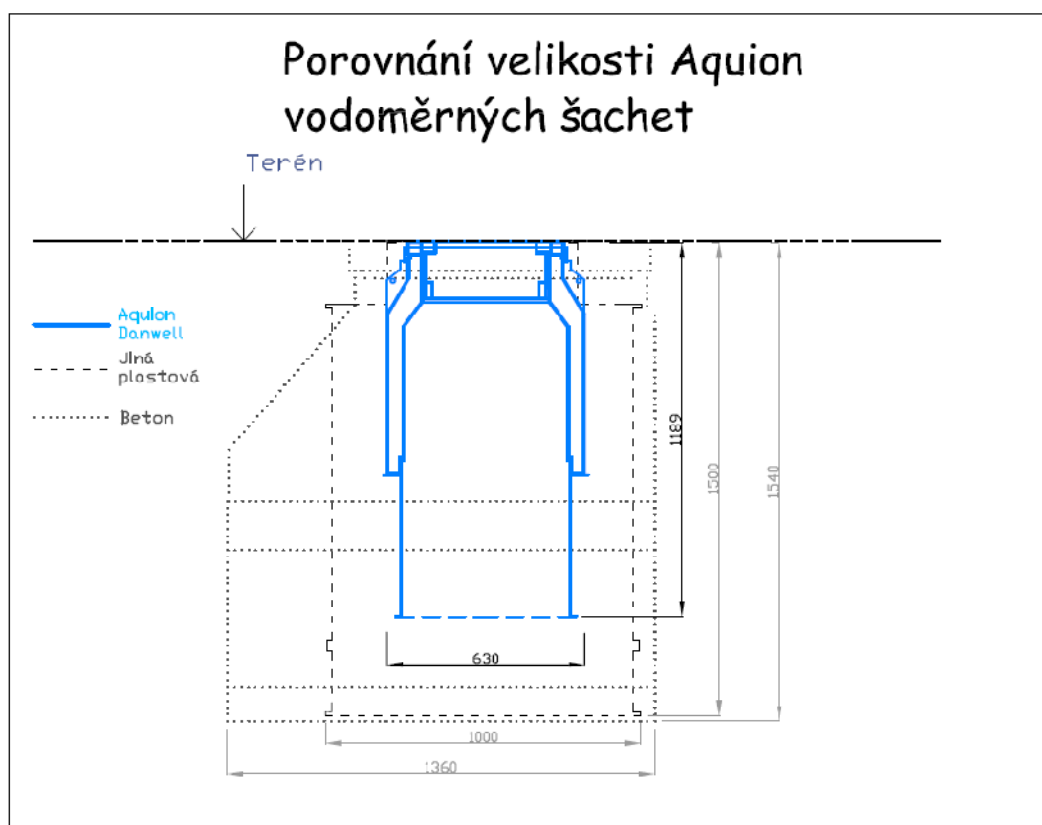 Porovnání velikosti Aquion
vodoměrných šachet
Terén
Aquion
Danwell
Jiná
plastová
Beton
1189
1500
1540
630
1000
1360